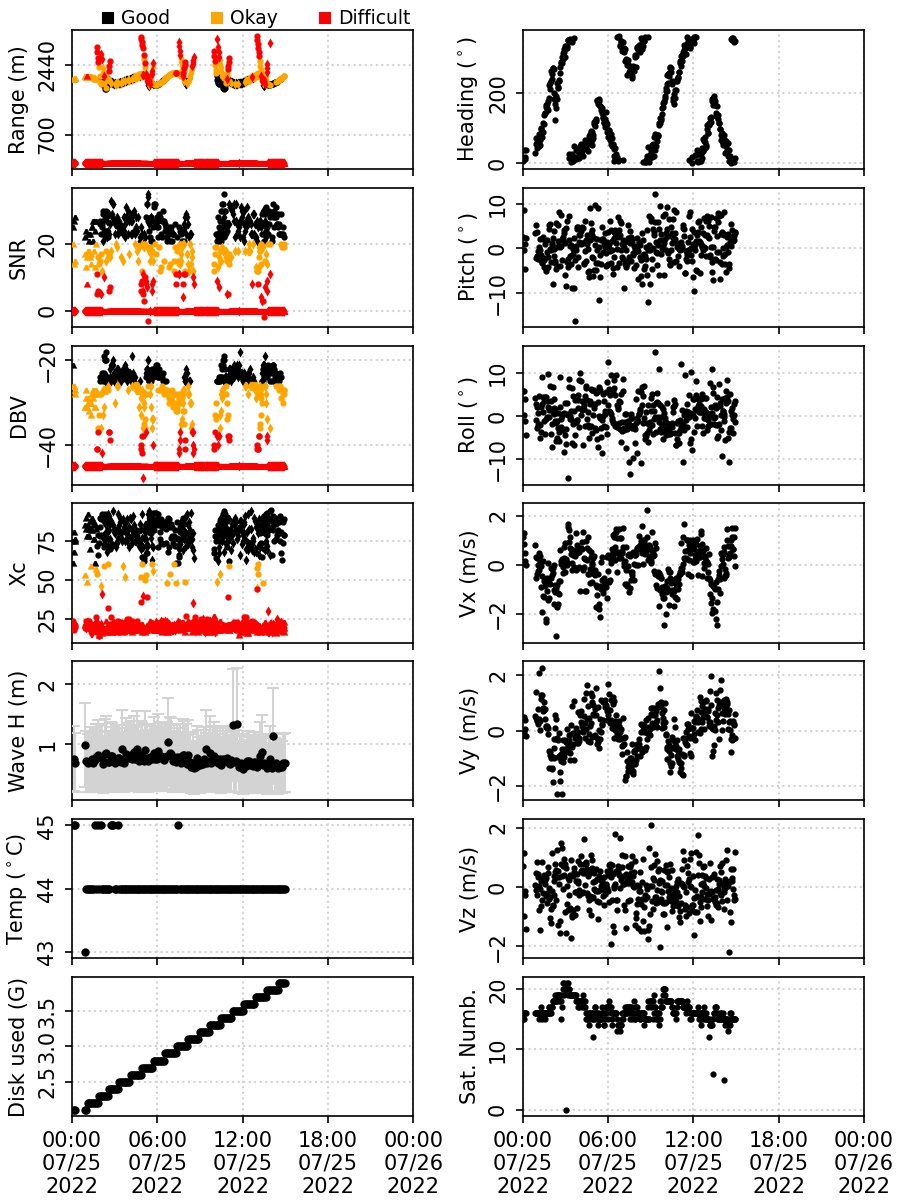 Good Okay Difficult
Range (m)
2440
700
Heading (°)
200
0
SNR
20
0
Pitch (°)
10
0
−10
DBV
−20
−40
Roll (°)
10
0
−10
Xc
75
50
25
Vx (m/s)
2
0
−2
Wave H (m)
2
1
Vy (m/s)
2
0
−2
Temp (°C)
45
44
43
Vz (m/s)
2
0
−2
Disk used (G)
3.5
3.0
2.5
Sat. Numb.
20
10
0
00:00 06:00 12:00 18:00 00:00
07/25 07/25 07/25 07/25 07/26
2022 2022 2022 2022 2022
00:00 06:00 12:00 18:00 00:00
07/25 07/25 07/25 07/25 07/26
2022 2022 2022 2022 2022